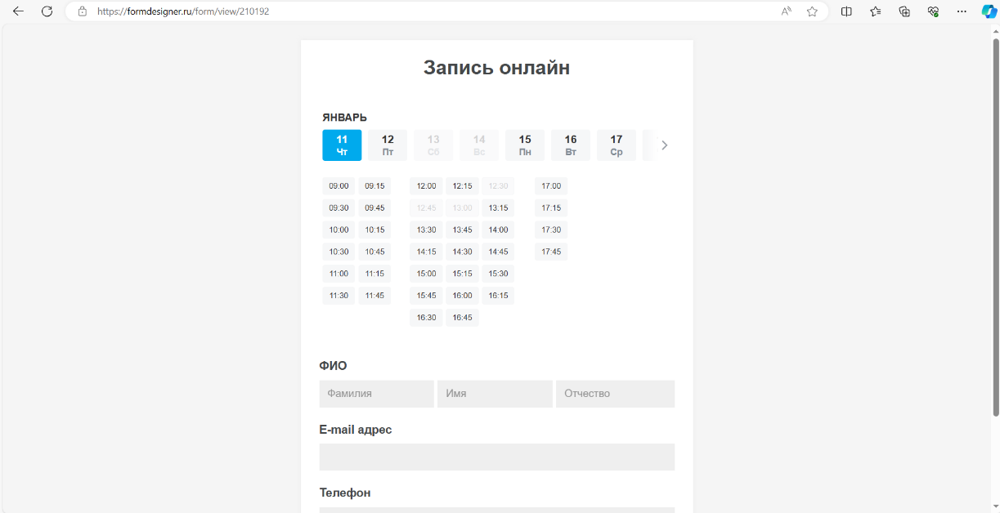 https://formdesigner.ru/form/view/210192
Запись онлайн
ЯНВАРЬ
11 12 13 14 15 16 17
Чт Пт Сб Вс Пн Вт Ср
09:00 09:15 12:00 12:15 12:30 17:00
09:30 09:45 12:45 13:00 13:15 17:15
10:00 10:15 13:30 13:45 14:00 17:30
10:30 10:45 14:15 14:30 14:45 17:45
11:00 11:15 15:00 15:15 15:30
11:30 11:45 15:45 16:00 16:15
16:30 16:45
ФИО
Фамилия Имя Отчество
E-mail адрес
Телефон